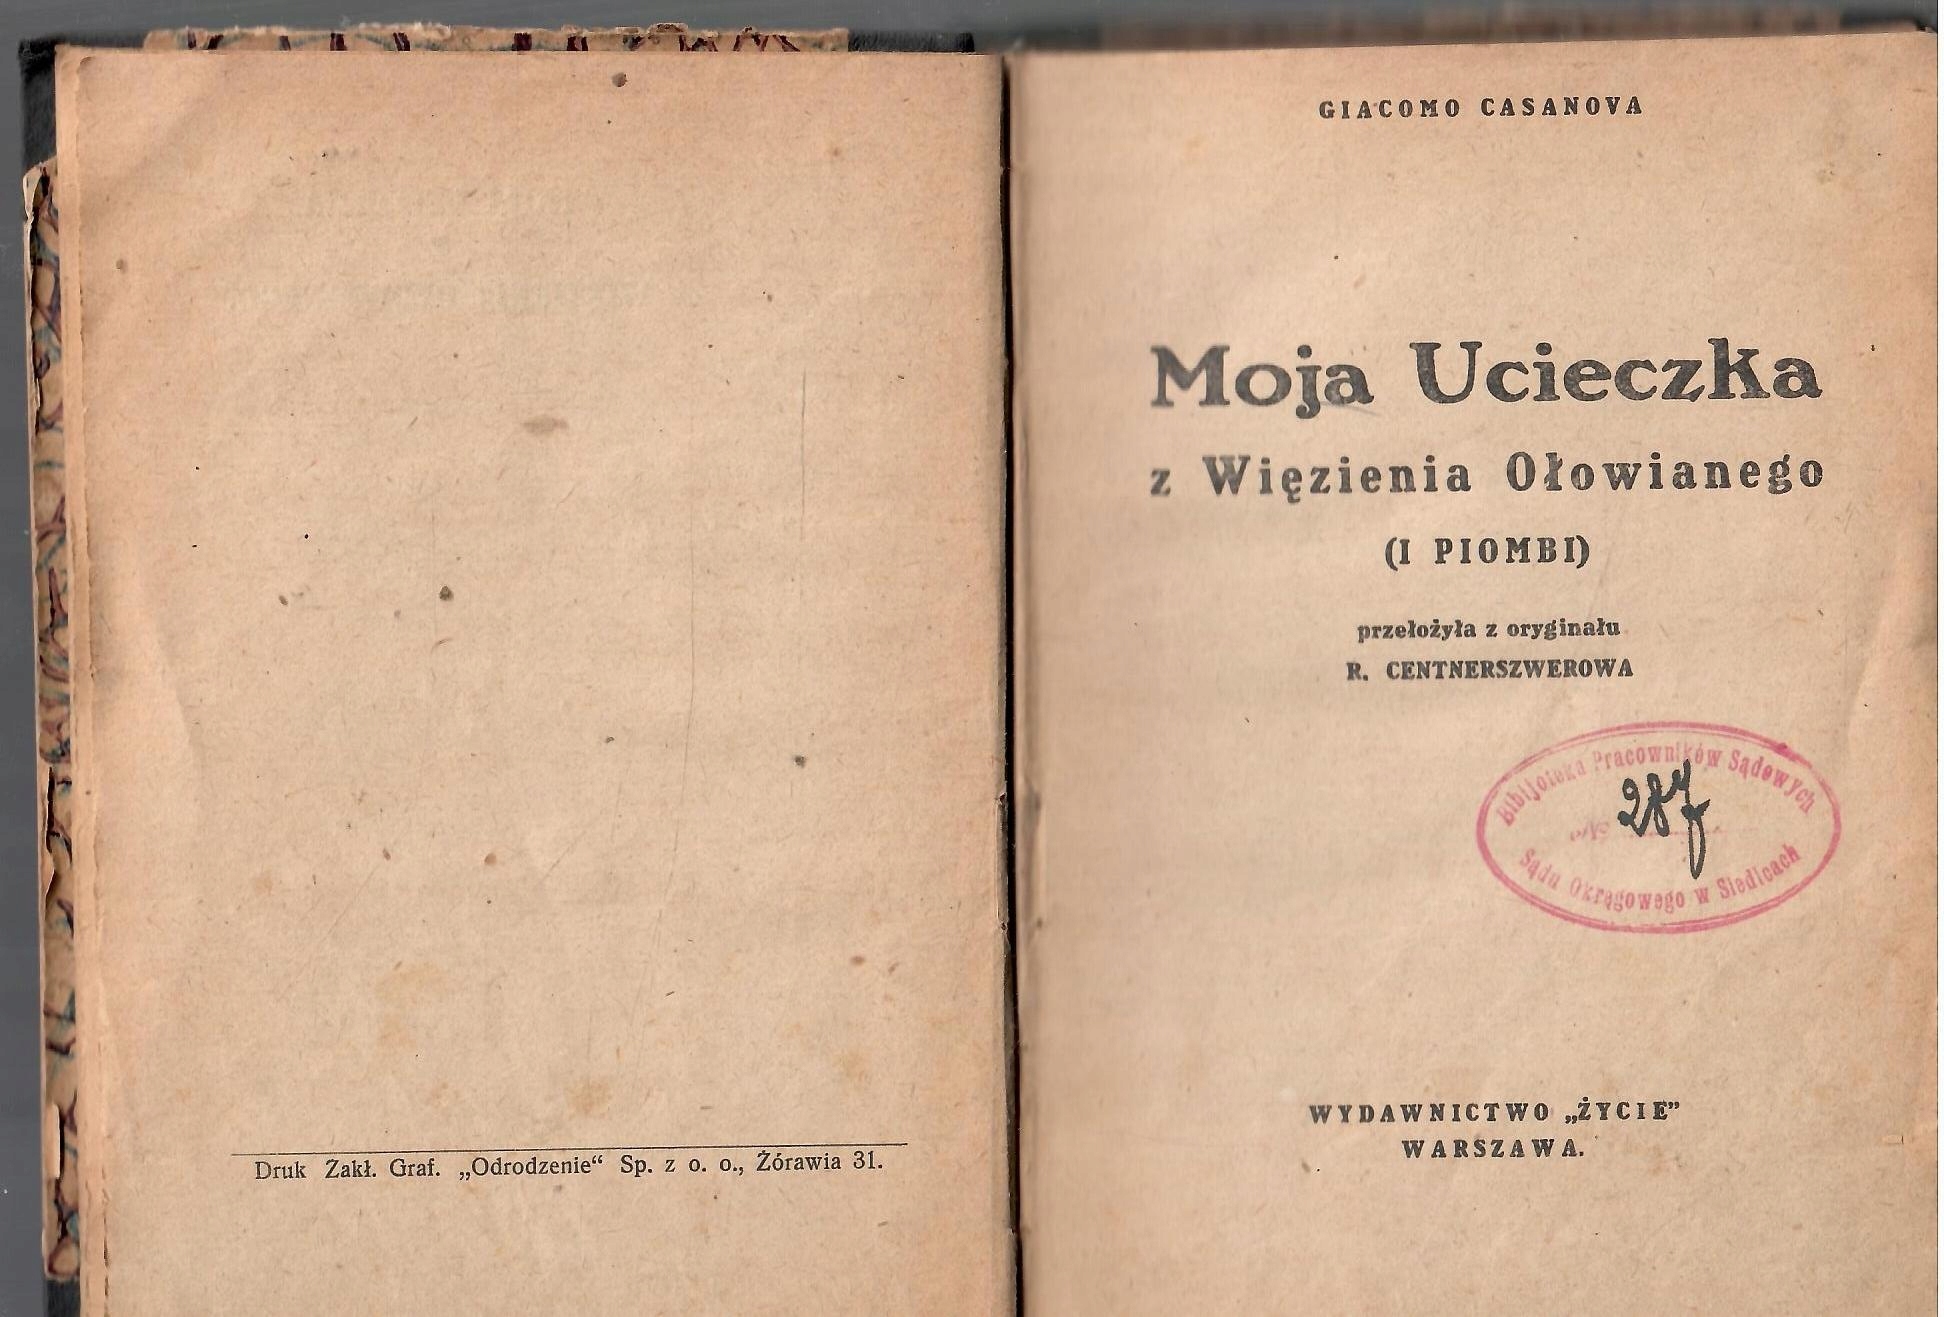 Druk Zakł. Graf. „Odrodzenie“ Sp. z o. o., Żórawia 31.
GIACOMO CASANOVA
Moja Ucieczka
z Więzienia Ołowianego
(I PIOMBI)
przełożyła z oryginału
R. CENTNERSZWEROWA
Bibljoteka Pracowników Sądowych
287
Sądu Okręgowego w Siedlcach
WYDAWNICTWO „ŻYCIE”
WARSZAWA.